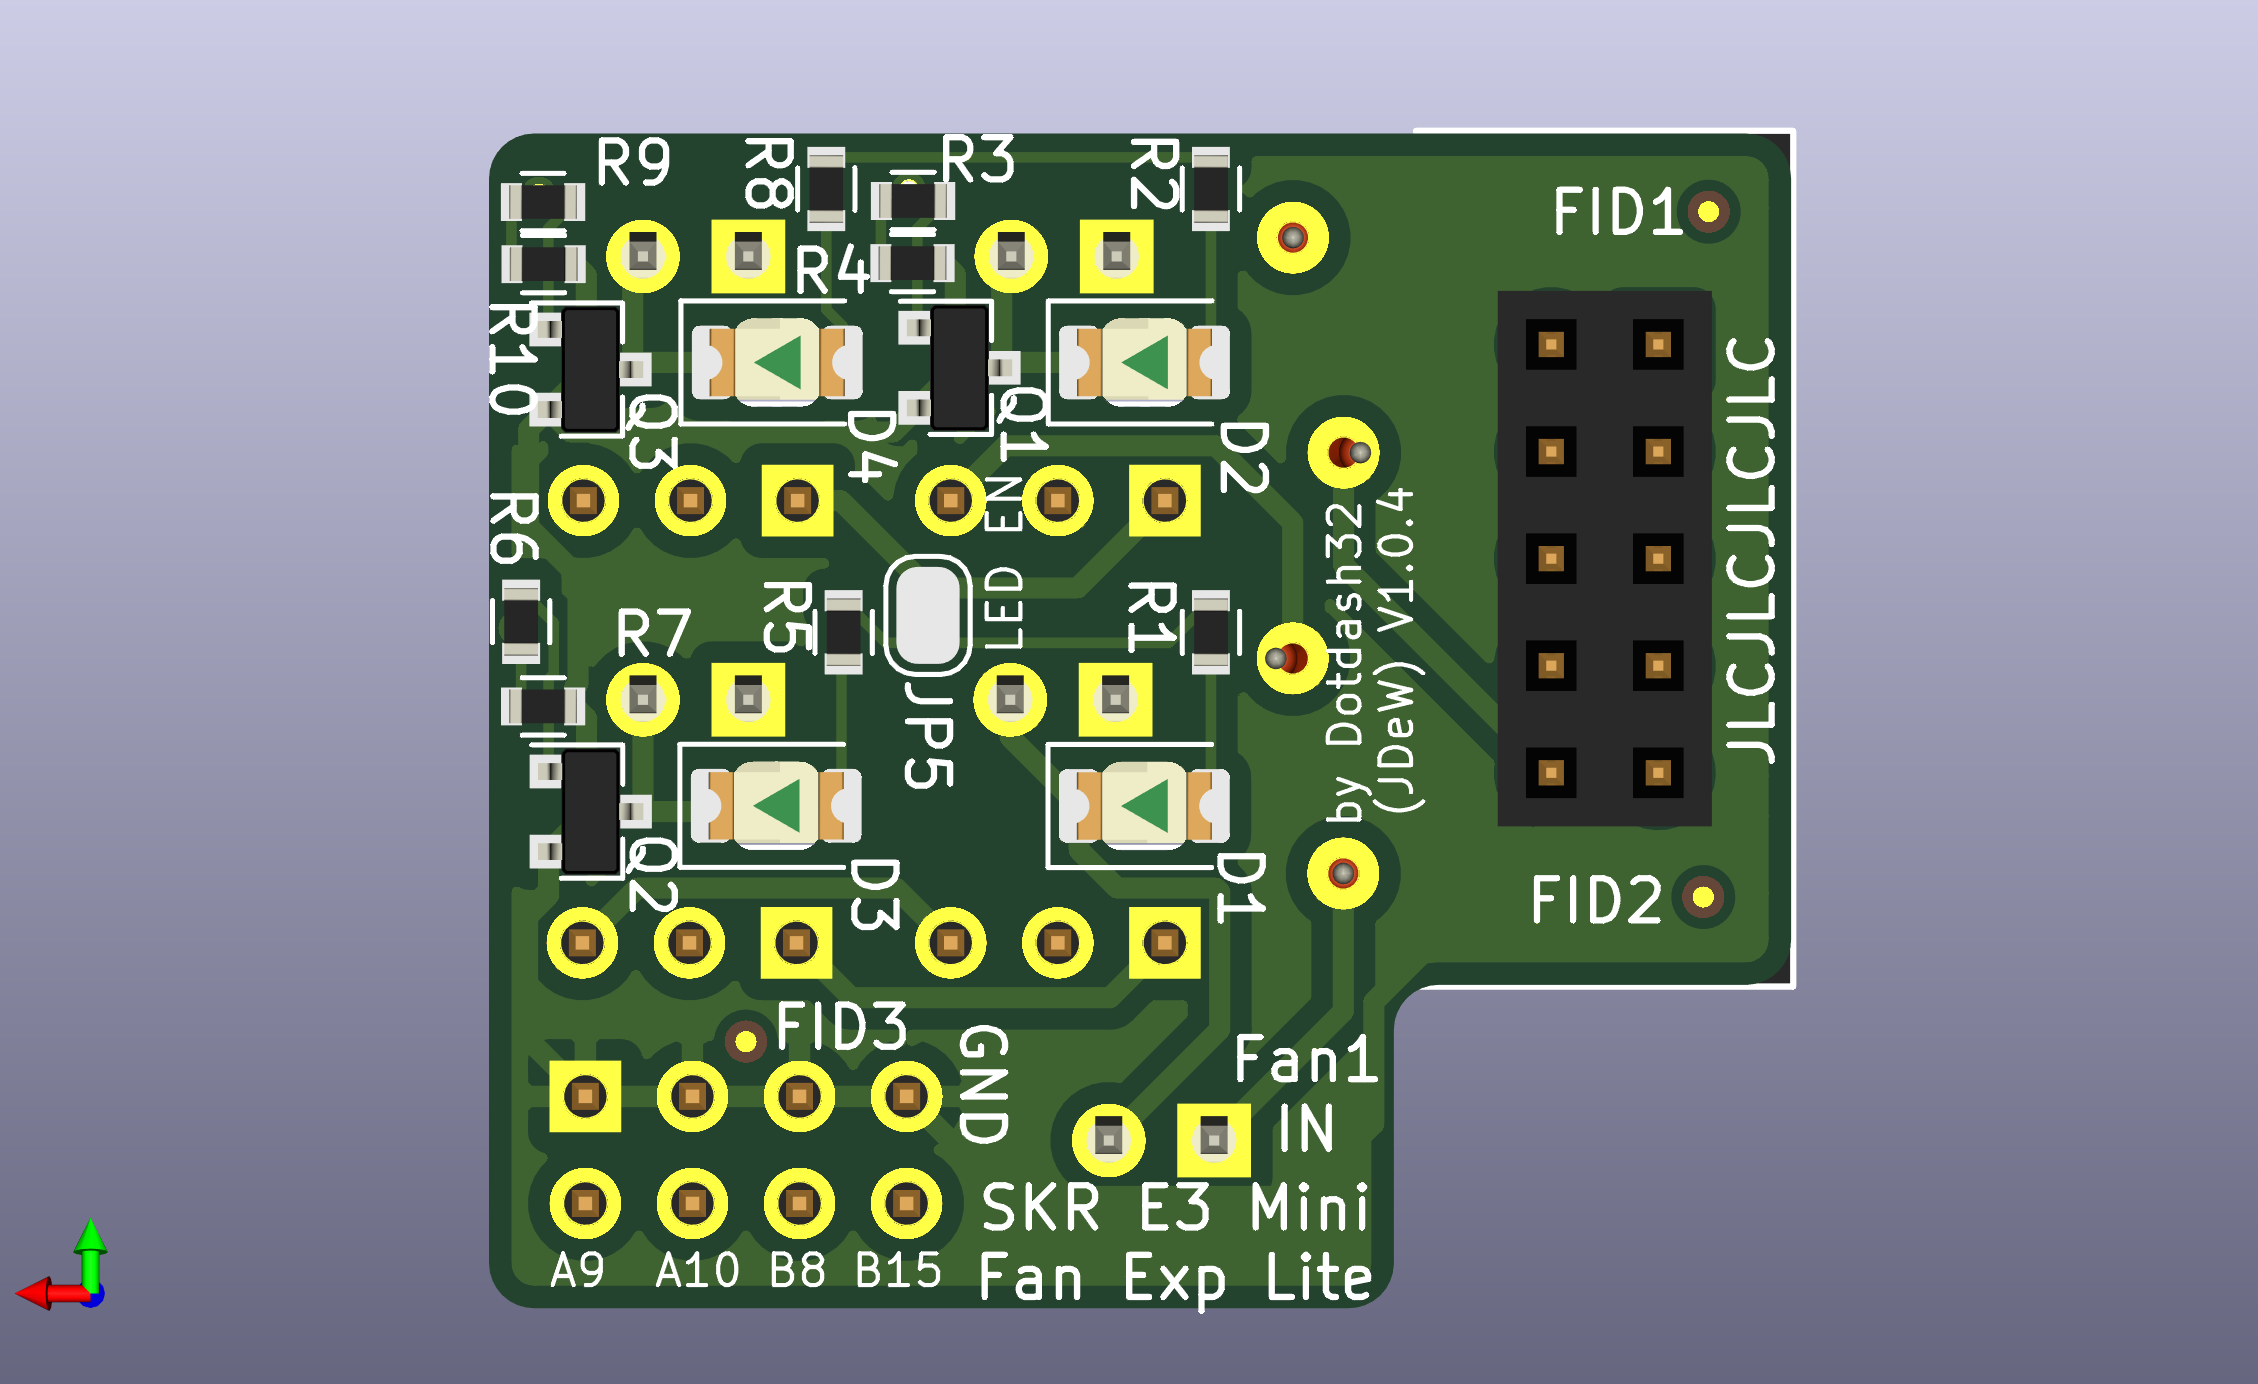 R9
R8
R3
R2
FID1
R4
R10
Q3
D4
Q1
D2
JLCJLCJLCJLC
R6
LED EN
by Dotdash32
(JDeW) V1.0.4
R7
R5
R1
JP5
Q2
D3
D1
FID2
FID3
GND
Fan1
IN
SKR E3 Mini
Fan Exp Lite
A9 A10 B8 B15